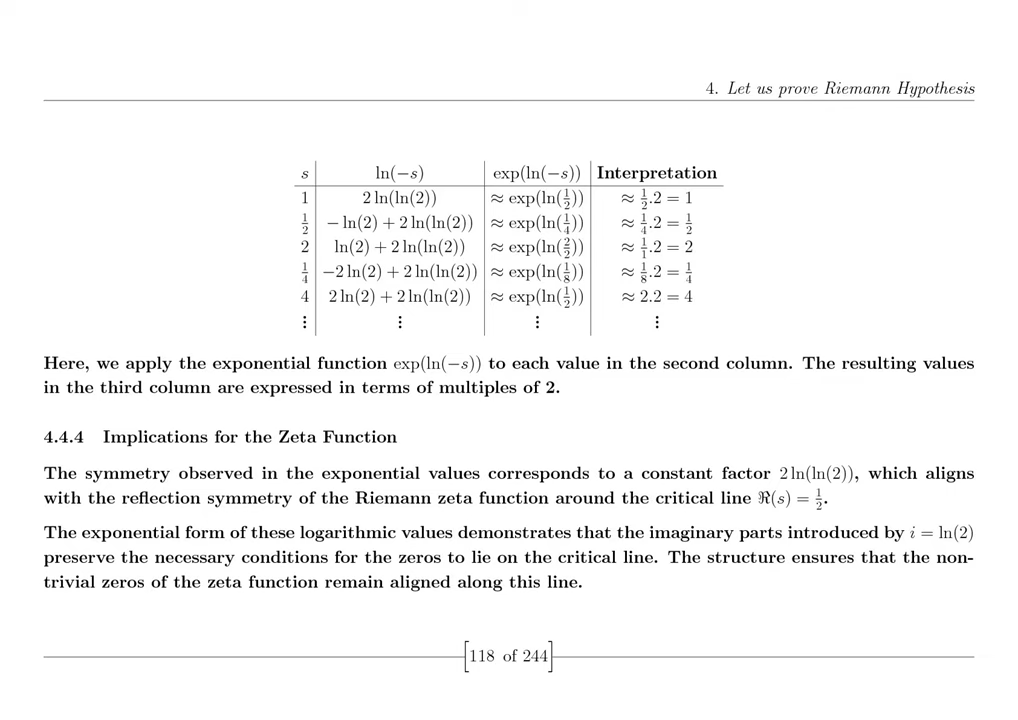 4. Let us prove Riemann Hypothesis
s ln(−s) exp(ln(−s)) Interpretation
1 2 ln(ln(2)) ≈ exp(ln(1/2)) ≈ 1/2.2 = 1
1/2 − ln(2) + 2 ln(ln(2)) ≈ exp(ln(1/4)) ≈ 1/4.2 = 1/2
2 ln(2) + 2 ln(ln(2)) ≈ exp(ln(2/2)) ≈ 1/1.2 = 2
1/4 −2 ln(2) + 2 ln(ln(2)) ≈ exp(ln(1/8)) ≈ 1/8.2 = 1/4
4 2 ln(2) + 2 ln(ln(2)) ≈ exp(ln(1/2)) ≈ 2.2 = 4
⋮ ⋮ ⋮ ⋮
Here, we apply the exponential function exp(ln(−s)) to each value in the second column. The resulting values
in the third column are expressed in terms of multiples of 2.
4.4.4 Implications for the Zeta Function
The symmetry observed in the exponential values corresponds to a constant factor 2 ln(ln(2)), which aligns
with the reflection symmetry of the Riemann zeta function around the critical line ℜ(s) = 1/2.
The exponential form of these logarithmic values demonstrates that the imaginary parts introduced by i = ln(2)
preserve the necessary conditions for the zeros to lie on the critical line. The structure ensures that the non-
trivial zeros of the zeta function remain aligned along this line.
[118 of 244]